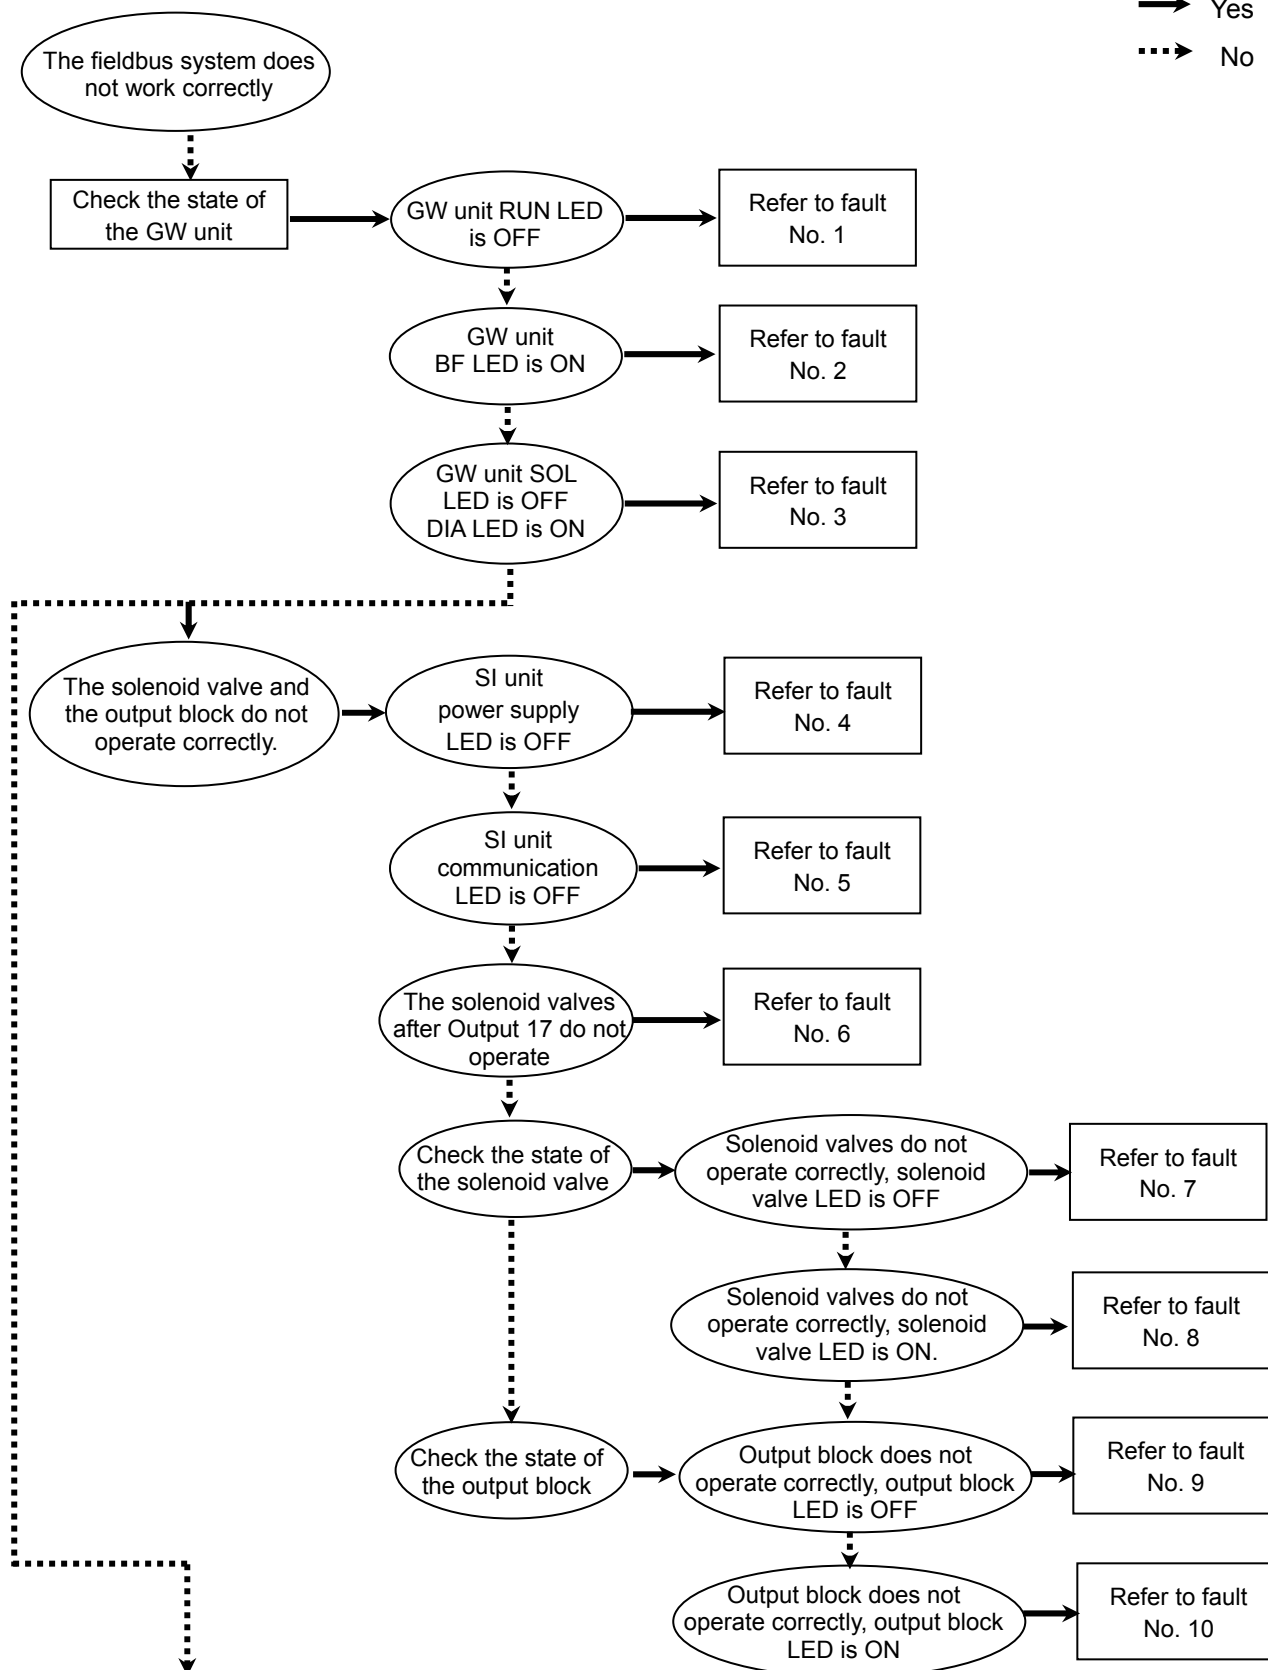 Yes
No
The fieldbus system does
not work correctly
Check the state of
the GW unit
GW unit RUN LED
is OFF
Refer to fault
No. 1
GW unit
BF LED is ON
Refer to fault
No. 2
GW unit SOL
LED is OFF
DIA LED is ON
Refer to fault
No. 3
The solenoid valve and
the output block do not
operate correctly.
SI unit
power supply
LED is OFF
Refer to fault
No. 4
SI unit
communication
LED is OFF
Refer to fault
No. 5
The solenoid valves
after Output 17 do not
operate
Refer to fault
No. 6
Check the state of
the solenoid valve
Solenoid valves do not
operate correctly, solenoid
valve LED is OFF
Refer to fault
No. 7
Solenoid valves do not
operate correctly, solenoid
valve LED is ON.
Refer to fault
No. 8
Check the state of
the output block
Output block does not
operate correctly, output block
LED is OFF
Refer to fault
No. 9
Output block does not
operate correctly, output block
LED is ON
Refer to fault
No. 10